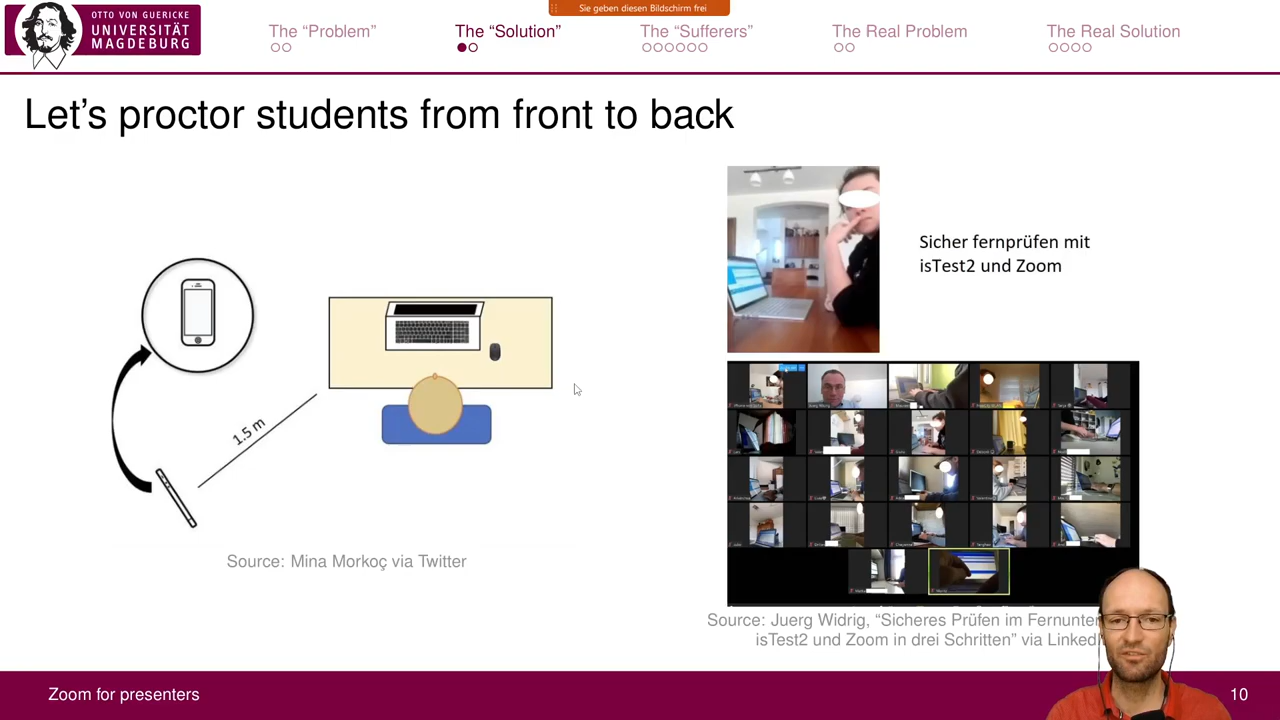 Sie geben diesen Bildschirm frei
OTTO VON GUERICKE
UNIVERSITÄT
MAGDEBURG
The “Problem”
The “Solution”
The “Sufferers”
The Real Problem
The Real Solution
Let’s proctor students from front to back
Sicher fernprüfen mit
isTest2 und Zoom
1.5 m
Source: Mina Morkoç via Twitter
Source: Juerg Widrig, “Sicheres Prüfen im Fernunter
isTest2 und Zoom in drei Schritten” via Linked
Zoom for presenters
10